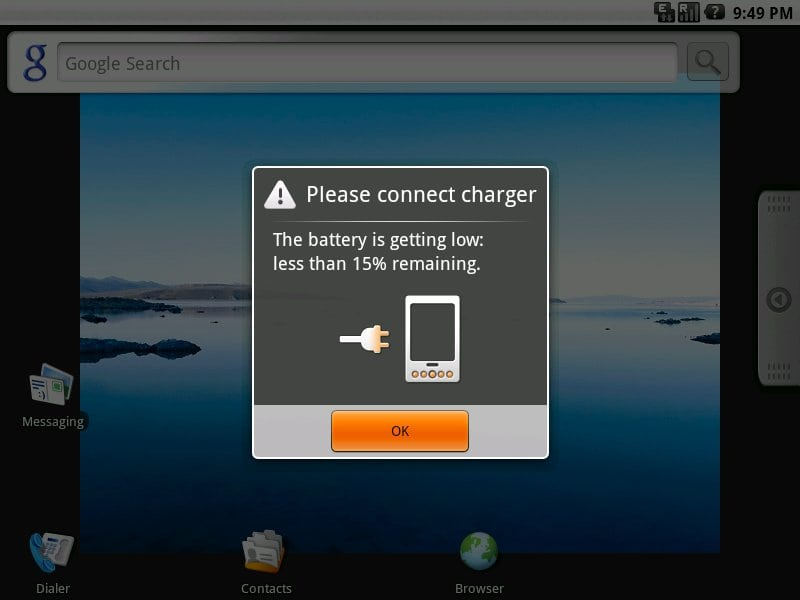 E R ? 9:49 PM
g Google Search
Please connect charger
The battery is getting low:
less than 15% remaining.
OK
Messaging
Dialer Contacts Browser